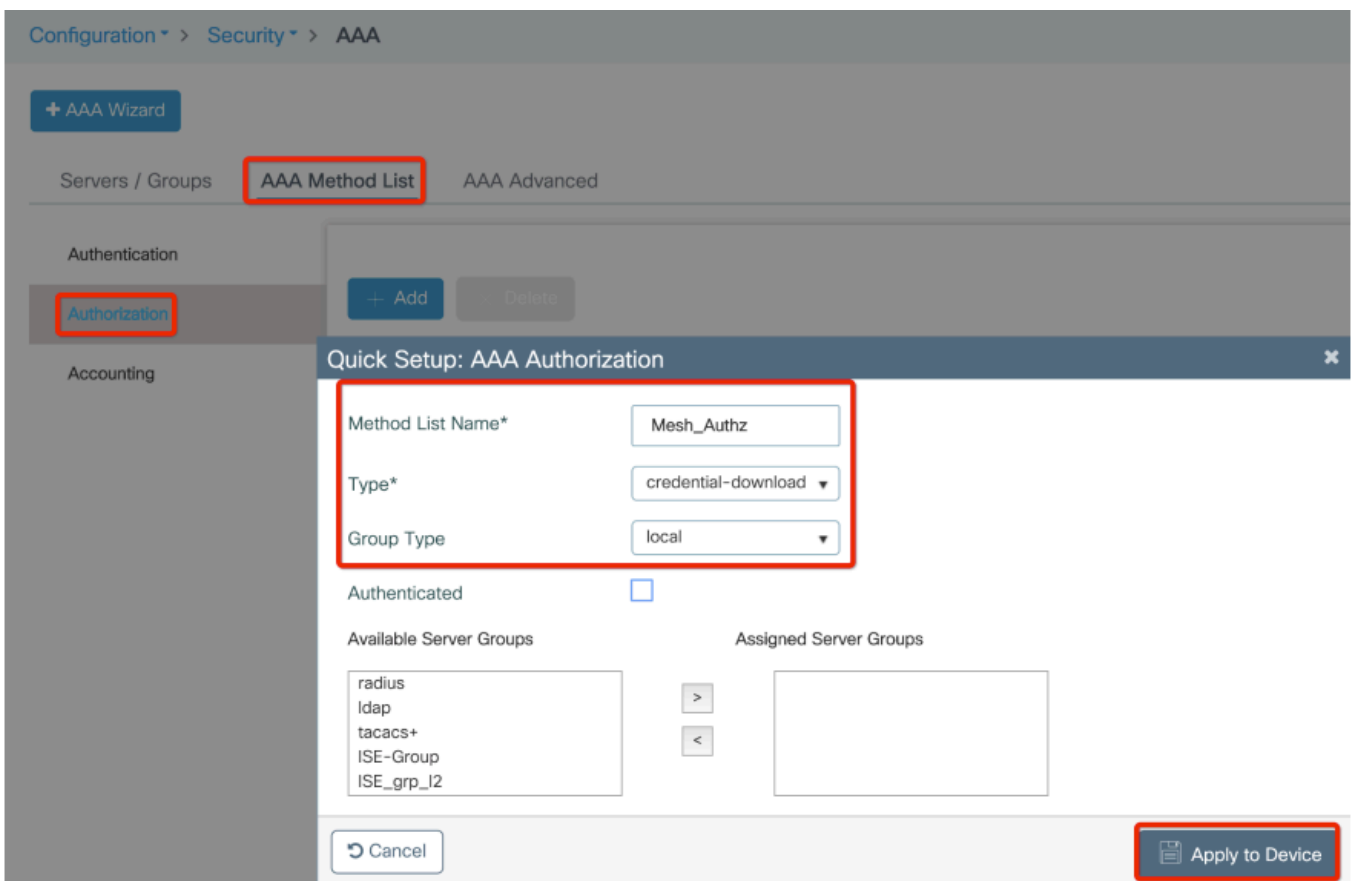 Configuration > Security > AAA
+ AAA Wizard
Servers / Groups AAA Method List AAA Advanced
Authentication
Authorization
Accounting
+ Add × Delete
Quick Setup: AAA Authorization ×
Method List Name* Mesh_Authz
Type* credential-download
Group Type local
Authenticated
Available Server Groups Assigned Server Groups
radius
ldap
tacacs+
ISE-Group
ISE_grp_l2
>
<
Cancel Apply to Device